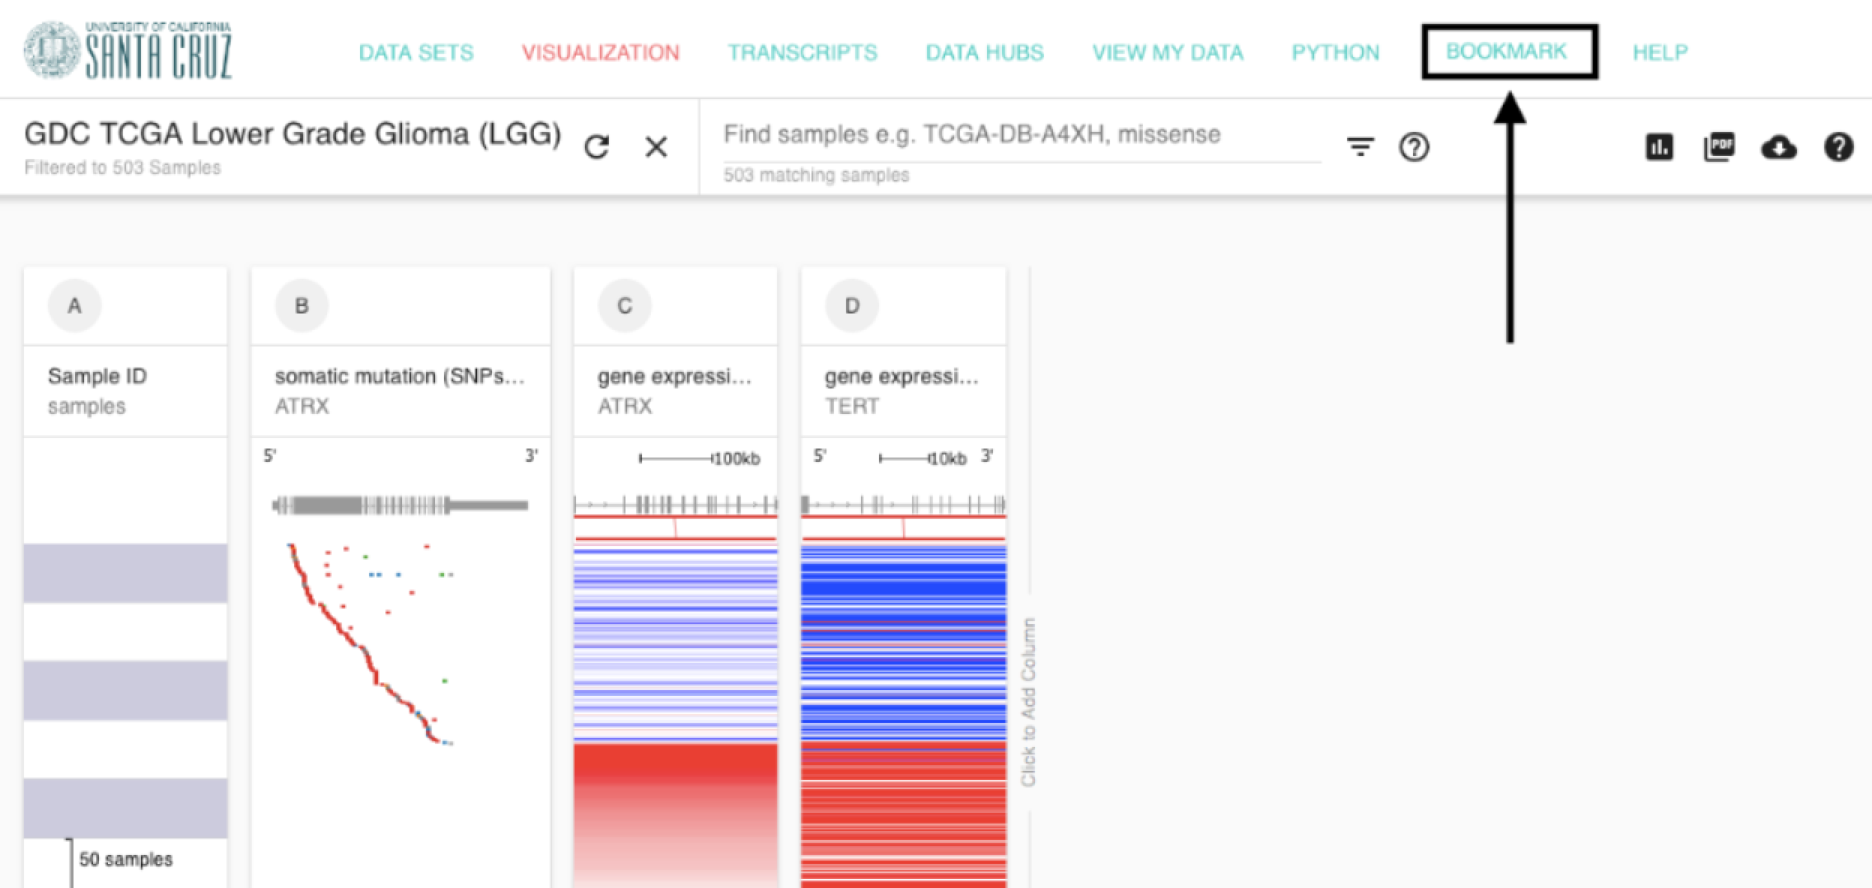 UNIVERSITY OF CALIFORNIA
SANTA CRUZ
DATA SETS
VISUALIZATION
TRANSCRIPTS
DATA HUBS
VIEW MY DATA
PYTHON
BOOKMARK
HELP
GDC TCGA Lower Grade Glioma (LGG)
Filtered to 503 Samples
Find samples e.g. TCGA-DB-A4XH, missense
503 matching samples
?
PDF
?
A
Sample ID
samples
50 samples
B
somatic mutation (SNPs...
ATRX
5'
3'
C
gene expressi...
ATRX
100kb
D
gene expressi...
TERT
5'
10kb
3'
Click to Add Column